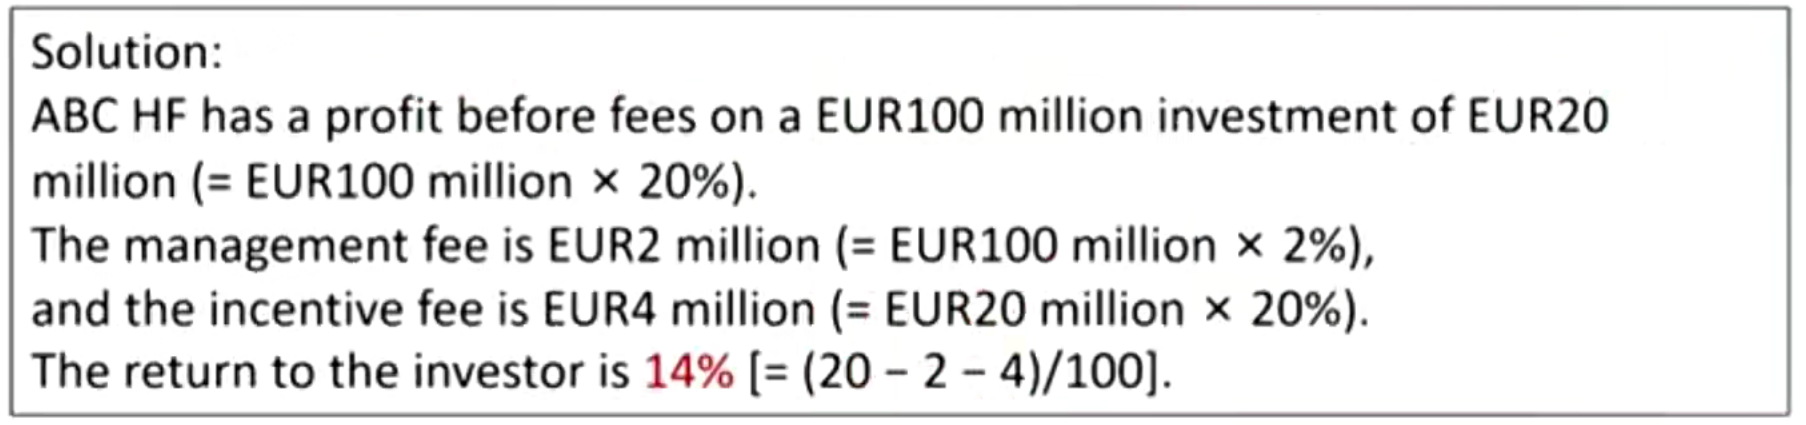 Solution:
ABC HF has a profit before fees on a EUR100 million investment of EUR20
million (= EUR100 million × 20%).
The management fee is EUR2 million (= EUR100 million × 2%),
and the incentive fee is EUR4 million (= EUR20 million × 20%).
The return to the investor is 14% [= (20 − 2 − 4)/100].